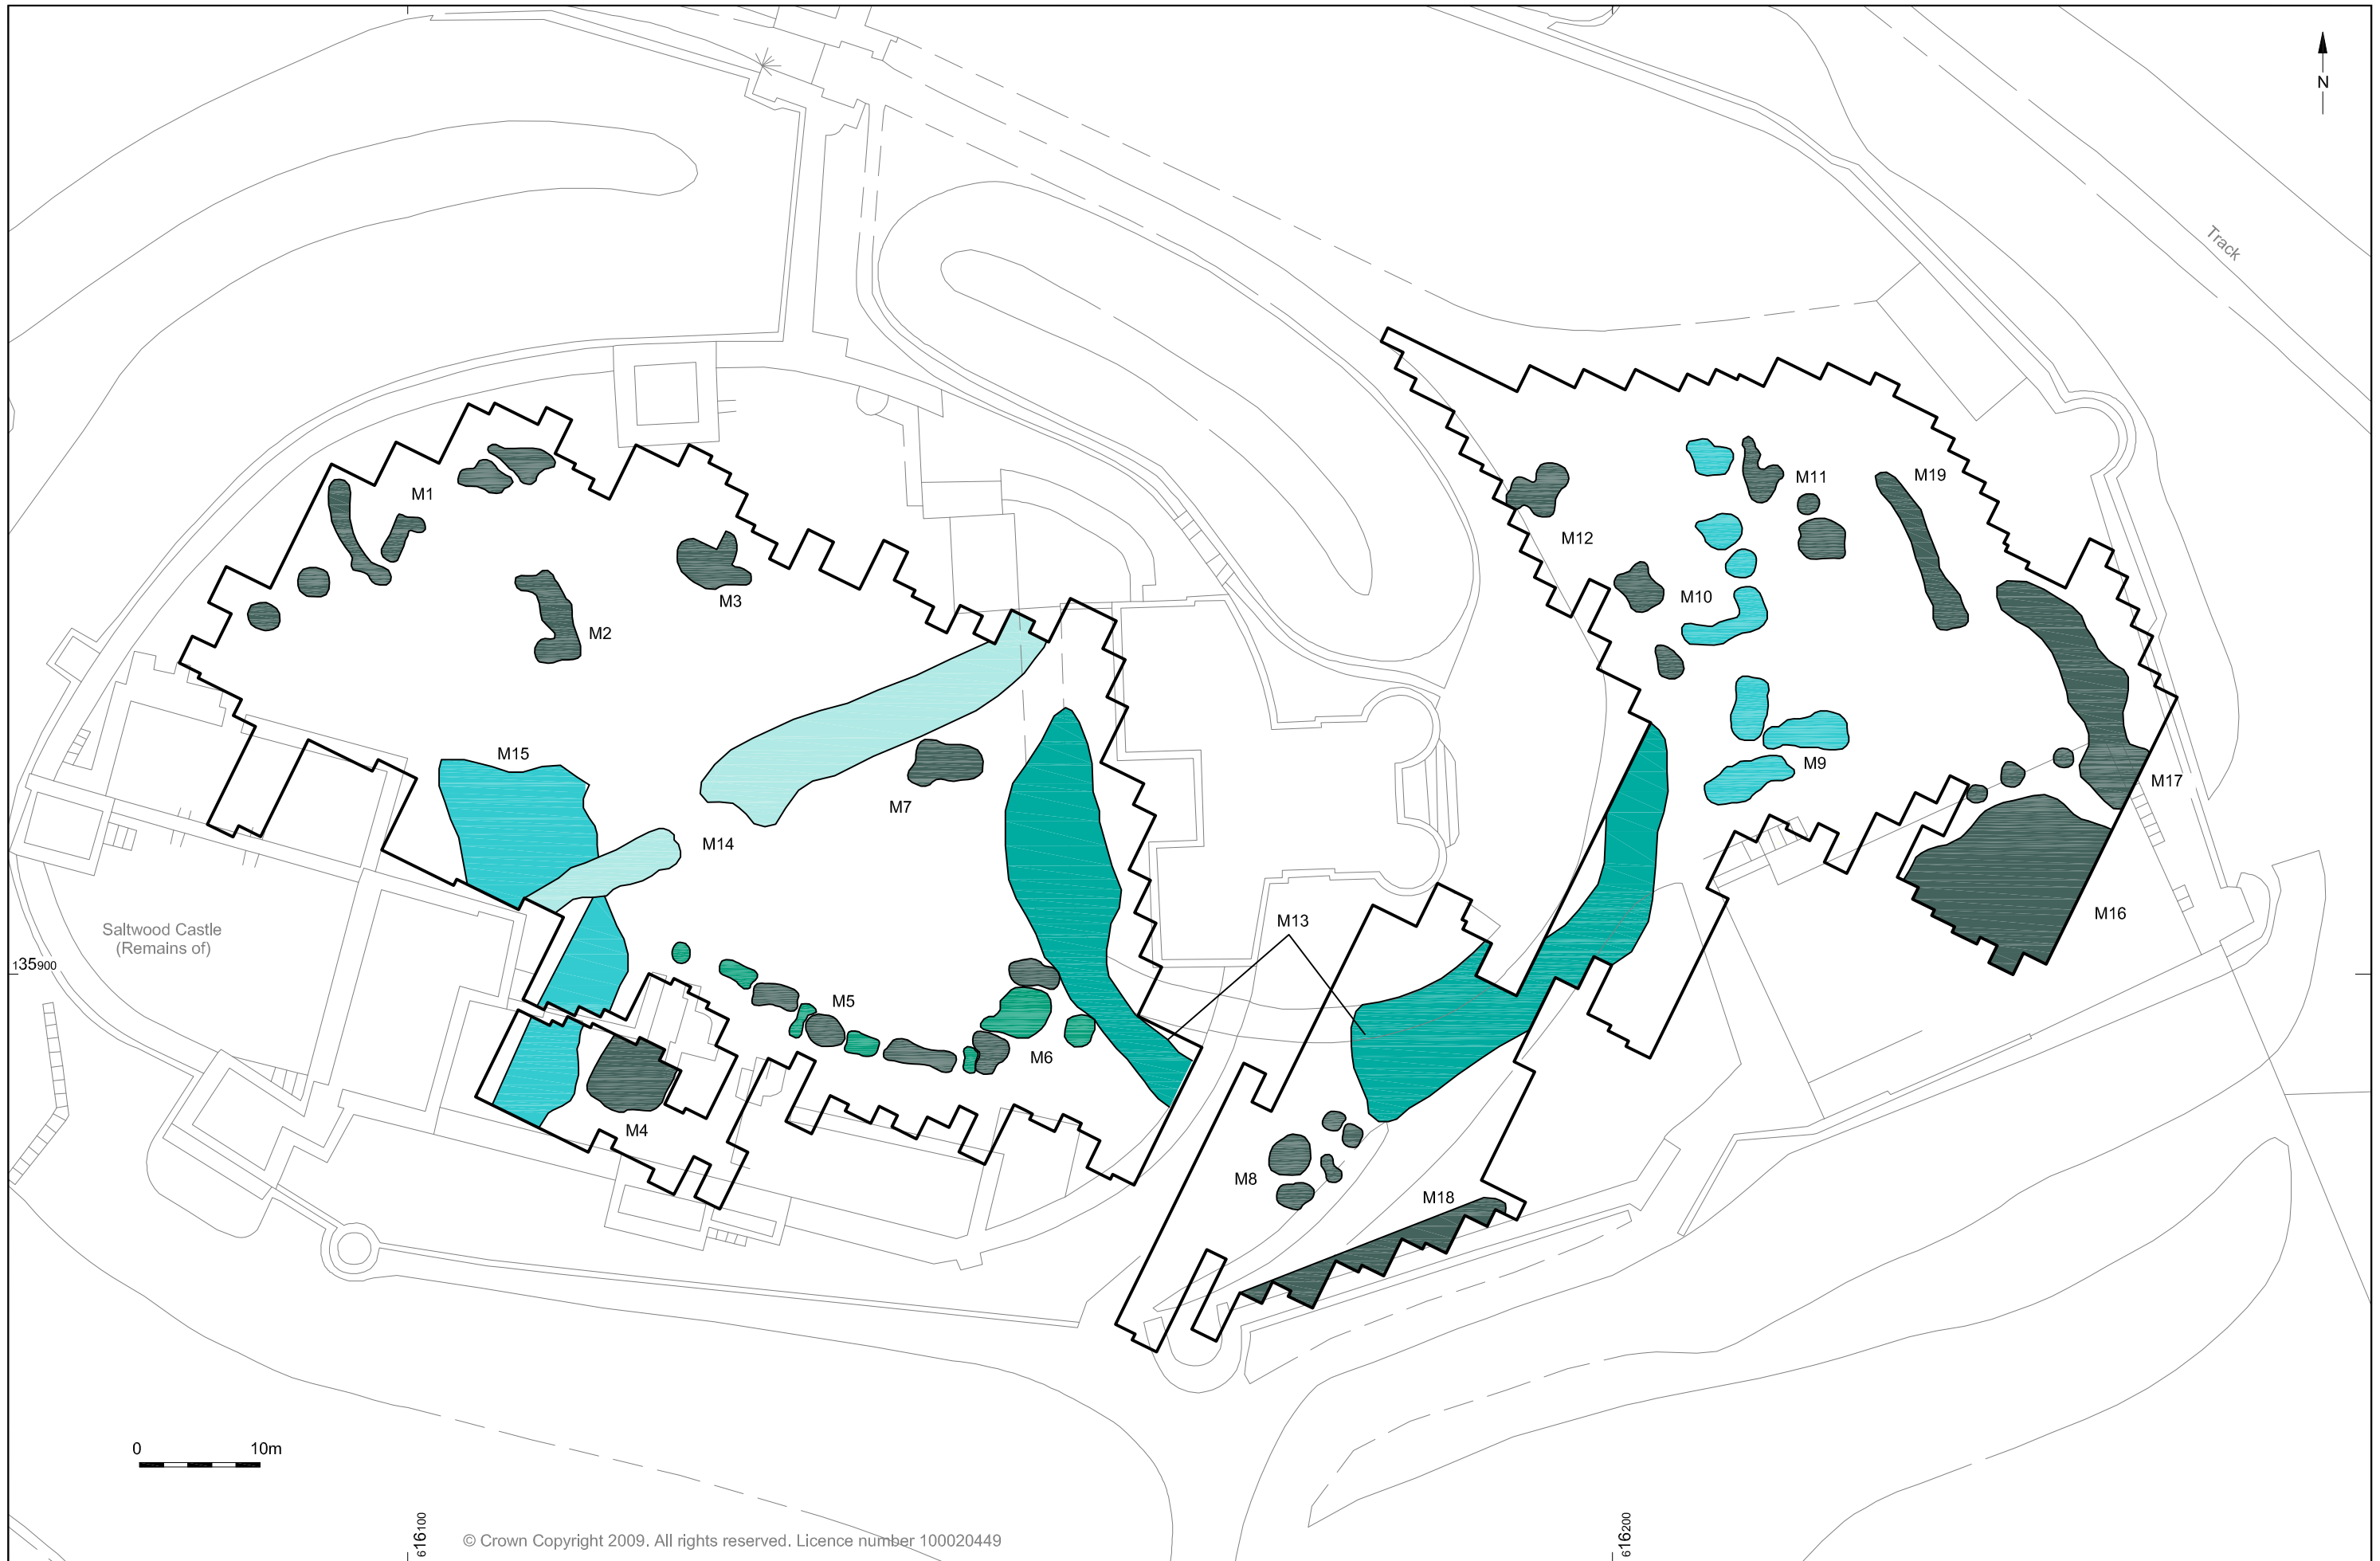 N
Track
M1
M11
M19
M12
M3
M10
M2
M15
M9
M17
M7
M14
M16
M13
Saltwood Castle
(Remains of)
135900
M5
M6
M4
M8
M18
0 10m
616100
616200
© Crown Copyright 2009. All rights reserved. Licence number 100020449